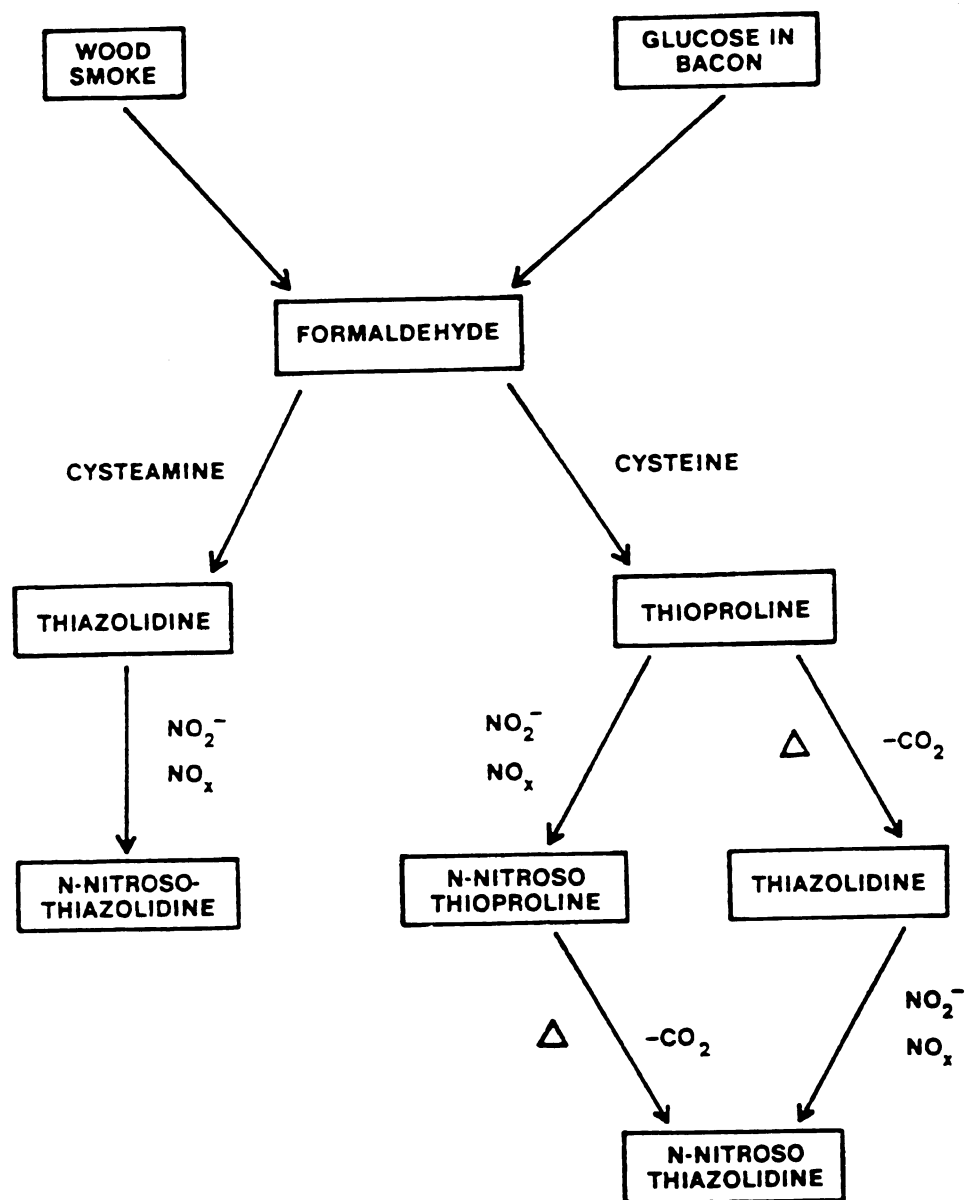 WOOD
SMOKE
GLUCOSE IN
BACON
FORMALDEHYDE
CYSTEAMINE
CYSTEINE
THIAZOLIDINE
THIOPROLINE
NO₂⁻
NOₓ
NO₂⁻
NOₓ
Δ
-CO₂
N-NITROSO-
THIAZOLIDINE
N-NITROSO
THIOPROLINE
THIAZOLIDINE
Δ
-CO₂
NO₂⁻
NOₓ
N-NITROSO
THIAZOLIDINE